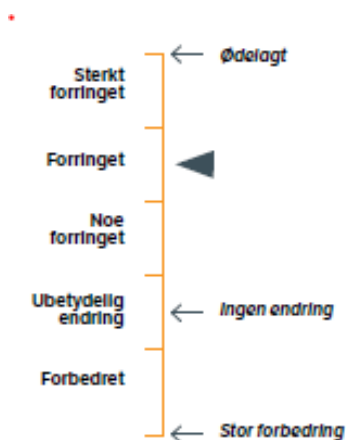 Ødelagt
Sterkt
forringet
Forringet
Noe
forringet
Ubetydelig
endring
Ingen endring
Forbedret
Stor forbedring